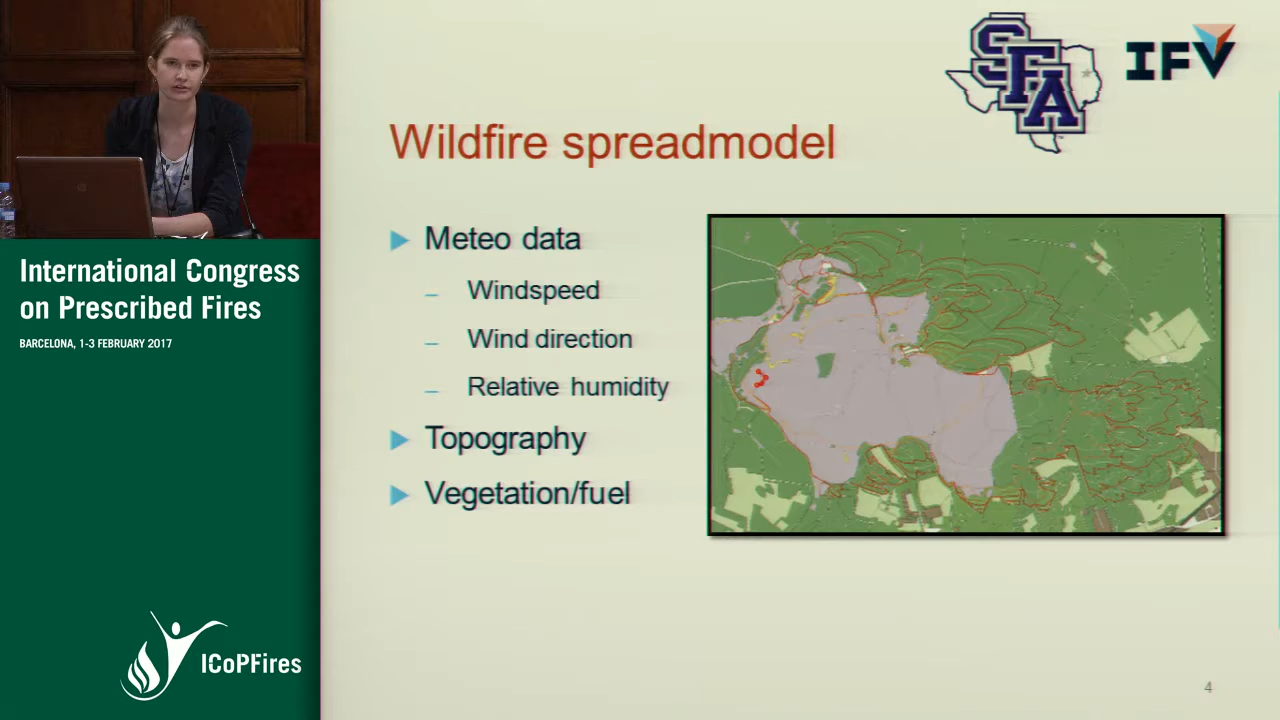 International Congress
on Prescribed Fires
BARCELONA, 1-3 FEBRUARY 2017
ICoPFires
SFA
IFV
Wildfire spreadmodel
Meteo data
– Windspeed
– Wind direction
– Relative humidity
Topography
Vegetation/fuel
4